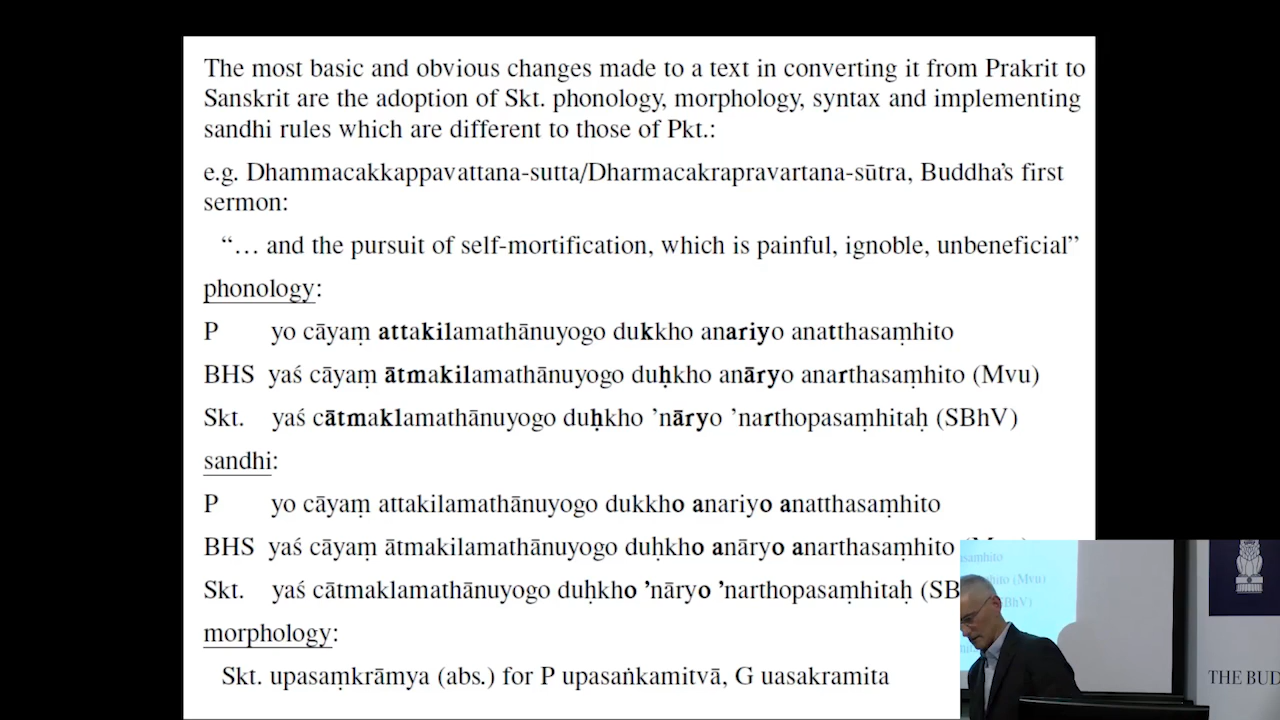 The most basic and obvious changes made to a text in converting it from Prakrit to
Sanskrit are the adoption of Skt. phonology, morphology, syntax and implementing
sandhi rules which are different to those of Pkt.:
e.g. Dhammacakkappavattana-sutta/Dharmacakrapravartana-sūtra, Buddha's first
sermon:
“… and the pursuit of self-mortification, which is painful, ignoble, unbeneficial”
phonology:
P yo cāyaṃ attakilamathānuyogo dukkho anariyo anatthasaṃhito
BHS yaś cāyaṃ ātmakilamathānuyogo duḥkho anāryo anarthasaṃhito (Mvu)
Skt. yaś cātmaklamathānuyogo duḥkho ’nāryo ’narthopasaṃhitaḥ (SBhV)
sandhi:
P yo cāyaṃ attakilamathānuyogo dukkho anariyo anatthasaṃhito
BHS yaś cāyaṃ ātmakilamathānuyogo duḥkho anāryo anarthasaṃhito
Skt. yaś cātmaklamathānuyogo duḥkho ’nāryo ’narthopasaṃhitaḥ (SB
morphology:
Skt. upasaṃkrāmya (abs.) for P upasaṅkamitvā, G uasakramita
THE BUD